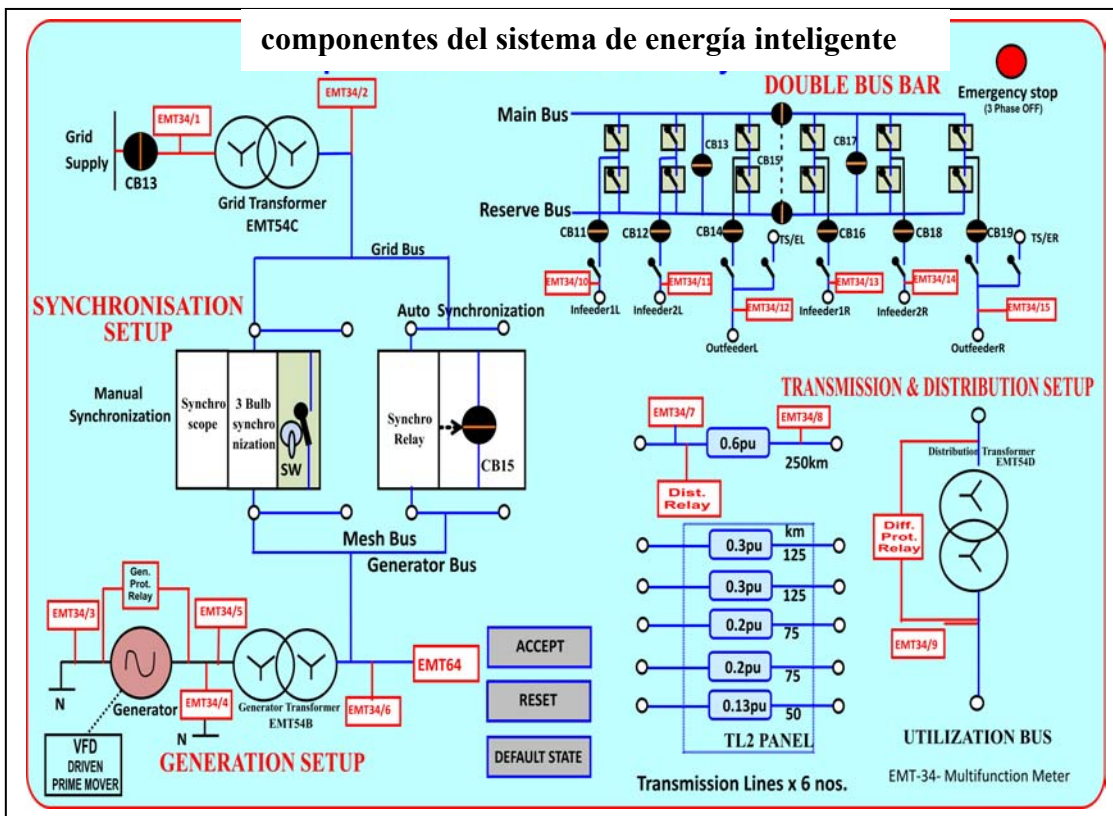 componentes del sistema de energía inteligente
DOUBLE BUS BAR
Emergency stop
(3 Phase OFF)
EMT34/1
EMT34/2
Grid
Supply
CB13
Grid Transformer
EMT54C
Grid Bus
Main Bus
CB13
CB15
CB17
Reserve Bus
CB11
CB12
CB14
TS/EL
CB16
CB18
CB19
TS/ER
EMT34/10
EMT34/11
EMT34/12
EMT34/13
EMT34/14
EMT34/15
Infeeder1L
Infeeder2L
Infeeder1R
Infeeder2R
OutfeederL
OutfeederR
SYNCHRONISATION
SETUP
Auto Synchronization
Manual
Synchronization
Synchro
scope
3 Bulb
synchro
nization
SW
Synchro
Relay
CB15
Mesh Bus
Generator Bus
TRANSMISSION & DISTRIBUTION SETUP
EMT34/7
EMT34/8
0.6pu
250km
Dist.
Relay
km
0.3pu
125
0.3pu
125
0.2pu
75
0.2pu
75
0.13pu
50
TL2 PANEL
Transmission Lines x 6 nos.
Distribution Transformer
EMT54D
Diff.
Prot.
Relay
EMT34/9
UTILIZATION BUS
EMT-34- Multifunction Meter
Gen.
Prot.
Relay
EMT34/3
EMT34/5
N
Generator
EMT34/4
N
Generator Transformer
EMT54B
EMT34/6
EMT64
VFD
DRIVEN
PRIME MOVER
GENERATION SETUP
ACCEPT
RESET
DEFAULT STATE